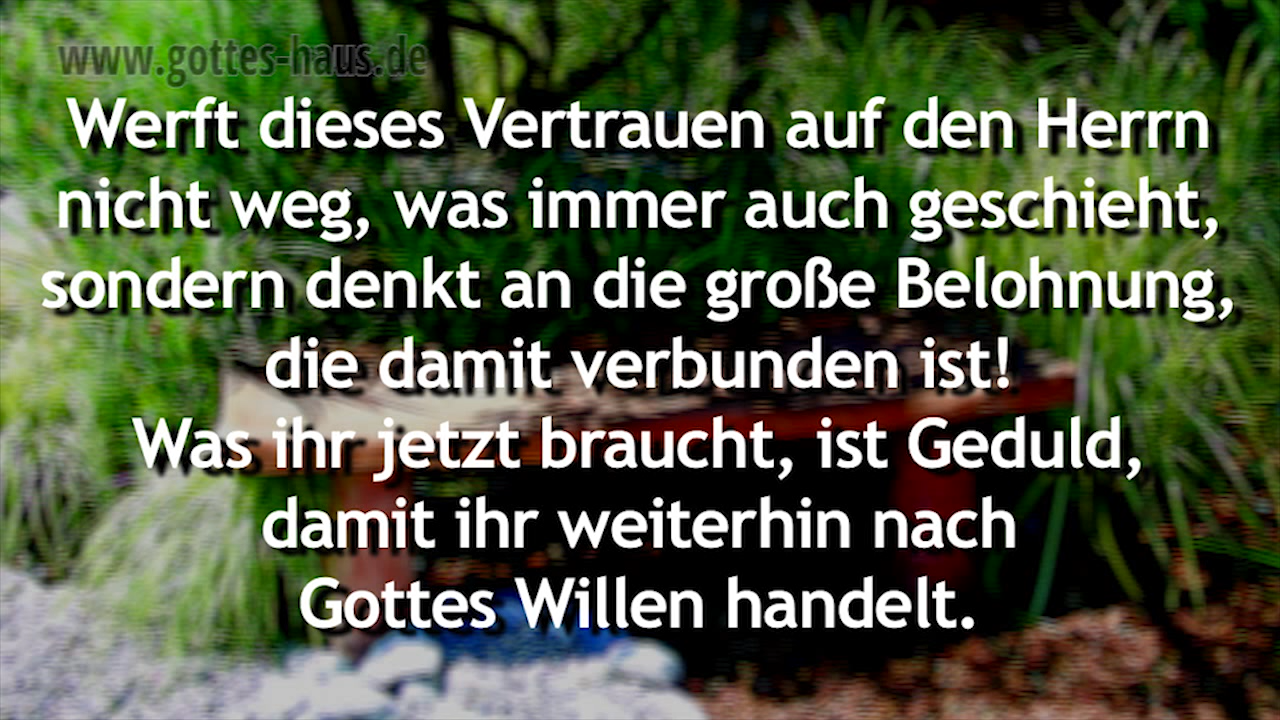 www.gottes-haus.de
Werft dieses Vertrauen auf den Herrn
nicht weg, was immer auch geschieht,
sondern denkt an die große Belohnung,
die damit verbunden ist!
Was ihr jetzt braucht, ist Geduld,
damit ihr weiterhin nach
Gottes Willen handelt.